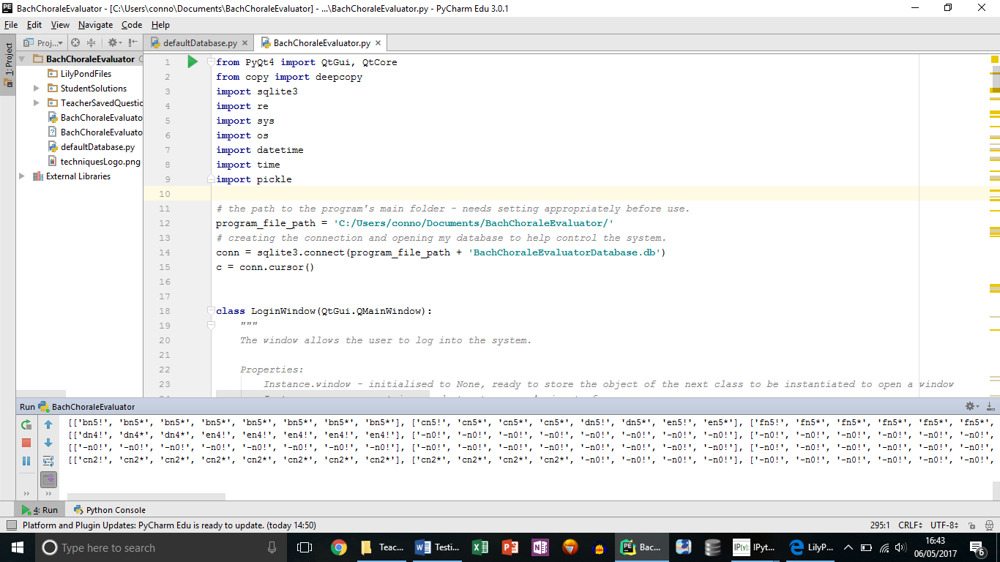 BachChoraleEvaluator - [C:\Users\conno\Documents\BachChoraleEvaluator] - ...\BachChoraleEvaluator.py - PyCharm Edu 3.0.1
File Edit View Navigate Code Help
Proj... defaultDatabase.py BachChoraleEvaluator.py
1: Project
BachChoraleEvaluator
LilyPondFiles
StudentSolutions
TeacherSavedQuestic
BachChoraleEvaluato
BachChoraleEvaluato
defaultDatabase.py
techniquesLogo.png
External Libraries
1 from PyQt4 import QtGui, QtCore
2 from copy import deepcopy
3 import sqlite3
4 import re
5 import sys
6 import os
7 import datetime
8 import time
9 import pickle
10
11 # the path to the program's main folder - needs setting appropriately before use.
12 program_file_path = 'C:/Users/conno/Documents/BachChoraleEvaluator/'
13 # creating the connection and opening my database to help control the system.
14 conn = sqlite3.connect(program_file_path + 'BachChoraleEvaluatorDatabase.db')
15 c = conn.cursor()
16
17
18 class LoginWindow(QtGui.QMainWindow):
19 """
20 The window allows the user to log into the system.
21
22 Properties:
23 Instance.window - initialised to None, ready to store the object of the next class to be instantiated to open a window
Run BachChoraleEvaluator
[['bn5!', 'bn5*', 'bn5*', 'bn5*', 'bn5*', 'bn5*', 'bn5*', 'bn5*'], ['cn5!', 'cn5*', 'cn5*', 'cn5*', 'dn5!', 'dn5*', 'en5!', 'en5*'], ['fn5!', 'fn5*', 'fn5*', 'fn5*', 'fn5*', 'fn5*',
[['dn4!', 'dn4*', 'dn4*', 'en4!', 'en4!', 'en4!', 'en4!', 'en4!'], ['-n0!', '-n0!', '-n0!', '-n0!', '-n0!', '-n0!', '-n0!', '-n0!'], ['-n0!', '-n0!', '-n0!', '-n0!', '-n0!', '-n0!',
[['-n0!', '-n0!', '-n0!', '-n0!', '-n0!', '-n0!', '-n0!', '-n0!'], ['-n0!', '-n0!', '-n0!', '-n0!', '-n0!', '-n0!', '-n0!', '-n0!'], ['-n0!', '-n0!', '-n0!', '-n0!', '-n0!', '-n0!',
[['cn2!', 'cn2*', 'cn2*', 'cn2*', 'cn2*', 'cn2*', 'cn2*', 'cn2*'], ['cn2*', 'cn2*', 'cn2*', 'cn2*', '-n0!', '-n0!', '-n0!', '-n0!'], ['-n0!', '-n0!', '-n0!', '-n0!', '-n0!', '-n0!',
4: Run Python Console
Platform and Plugin Updates: PyCharm Edu is ready to update. (today 14:50) 295:1 CRLF UTF-8
Type here to search Teac... Testi... Bac... IPyt... LilyP... 16:43
06/05/2017 6